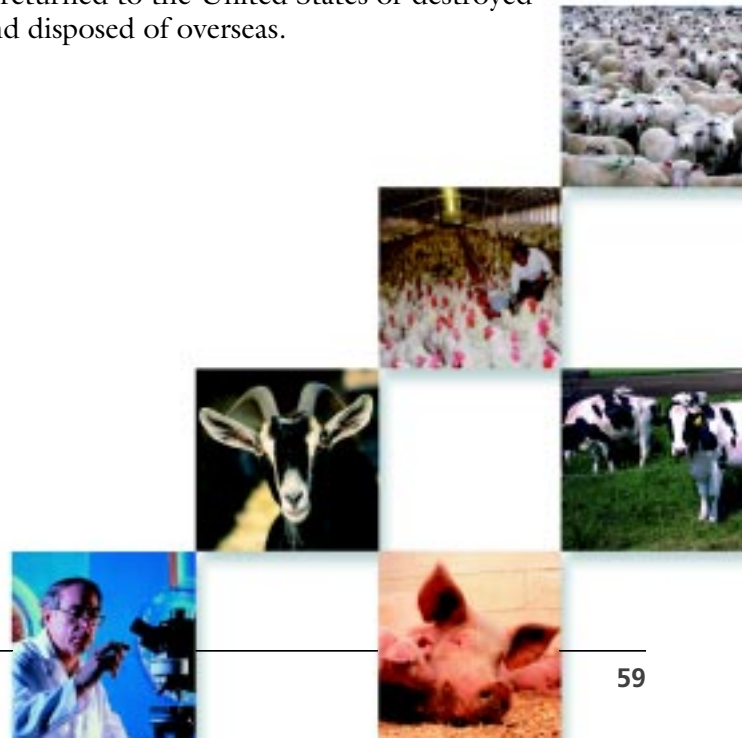 returned to the United States or destroyed
nd disposed of overseas.
59